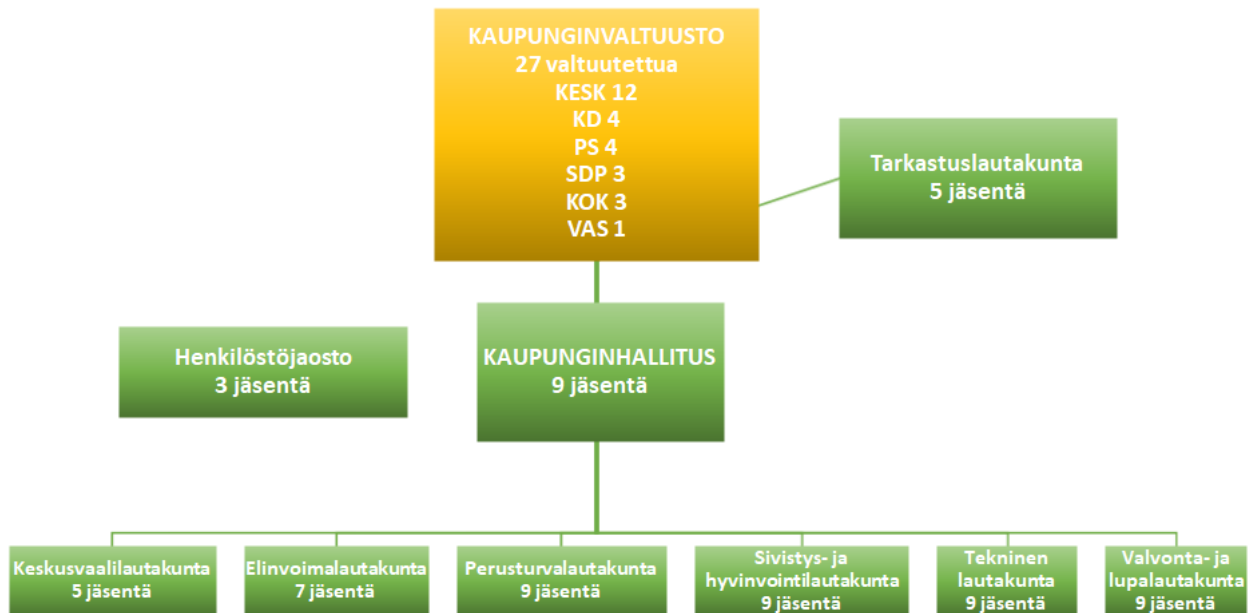 KAUPUNGINVALTUUSTO
27 valtuutettua
KESK 12
KD 4
PS 4
SDP 3
KOK 3
VAS 1
Tarkastuslautakunta
5 jäsentä
Henkilöstöjaosto
3 jäsentä
KAUPUNGINHALLITUS
9 jäsentä
Keskusvaalilautakunta
5 jäsentä
Elinvoimalautakunta
7 jäsentä
Perusturvalautakunta
9 jäsentä
Sivistys- ja
hyvinvointilautakunta
9 jäsentä
Tekninen
lautakunta
9 jäsentä
Valvonta- ja
lupalautakunta
9 jäsentä